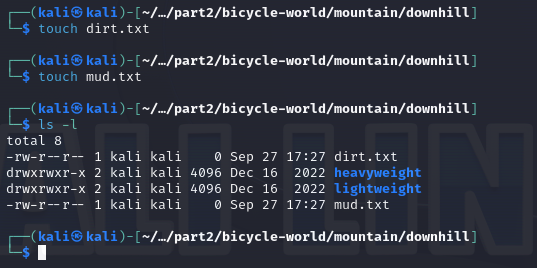 ┌──(kali㉿kali)-[~/…/part2/bicycle-world/mountain/downhill]
└─$ touch dirt.txt
┌──(kali㉿kali)-[~/…/part2/bicycle-world/mountain/downhill]
└─$ touch mud.txt
┌──(kali㉿kali)-[~/…/part2/bicycle-world/mountain/downhill]
└─$ ls -l
total 8
-rw-r--r-- 1 kali kali    0 Sep 27 17:27 dirt.txt
drwxrwxr-x 2 kali kali 4096 Dec 16  2022 heavyweight
drwxrwxr-x 2 kali kali 4096 Dec 16  2022 lightweight
-rw-r--r-- 1 kali kali    0 Sep 27 17:27 mud.txt
┌──(kali㉿kali)-[~/…/part2/bicycle-world/mountain/downhill]
└─$